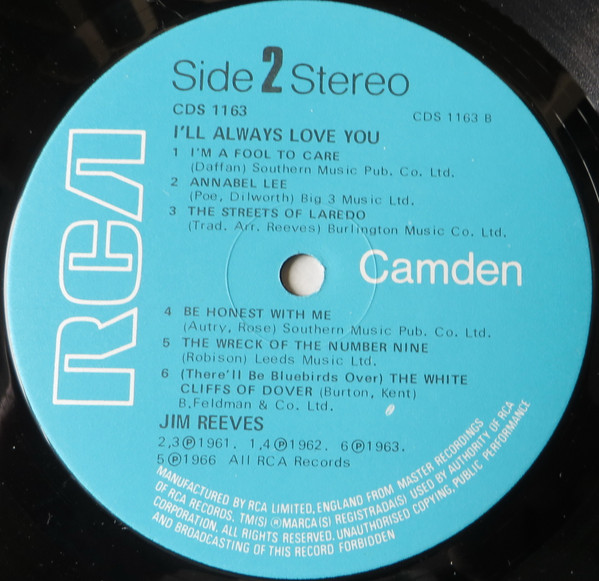 Side 2 Stereo
CDS 1163
CDS 1163 B
I'LL ALWAYS LOVE YOU
1 I'M A FOOL TO CARE
(Daffan) Southern Music Pub. Co. Ltd.
2 ANNABEL LEE
(Poe, Dilworth) Big 3 Music Ltd.
3 THE STREETS OF LAREDO
(Trad. Arr. Reeves) Burlington Music Co. Ltd.
RCA
Camden
4 BE HONEST WITH ME
(Autry, Rose) Southern Music Pub. Co. Ltd.
5 THE WRECK OF THE NUMBER NINE
(Robison) Leeds Music Ltd.
6 (There'll Be Bluebirds Over) THE WHITE
CLIFFS OF DOVER (Burton, Kent)
B.Feldman & Co. Ltd.
JIM REEVES
2,3℗1961. 1,4℗1962. 6℗1963.
5℗1966 All RCA Records
MANUFACTURED BY RCA LIMITED, ENGLAND FROM MASTER RECORDINGS
OF RCA RECORDS, TM(S) ® MARCA(S) REGISTRADA(S) USED BY AUTHORITY OF RCA
CORPORATION. ALL RIGHTS RESERVED. UNAUTHORISED COPYING, PUBLIC PERFORMANCE
AND BROADCASTING OF THIS RECORD FORBIDDEN